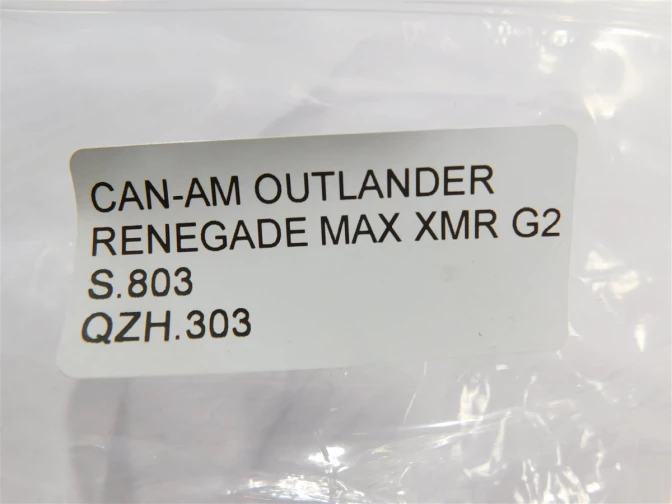 CAN-AM OUTLANDER
RENEGADE MAX XMR G2
S.803
QZH.303